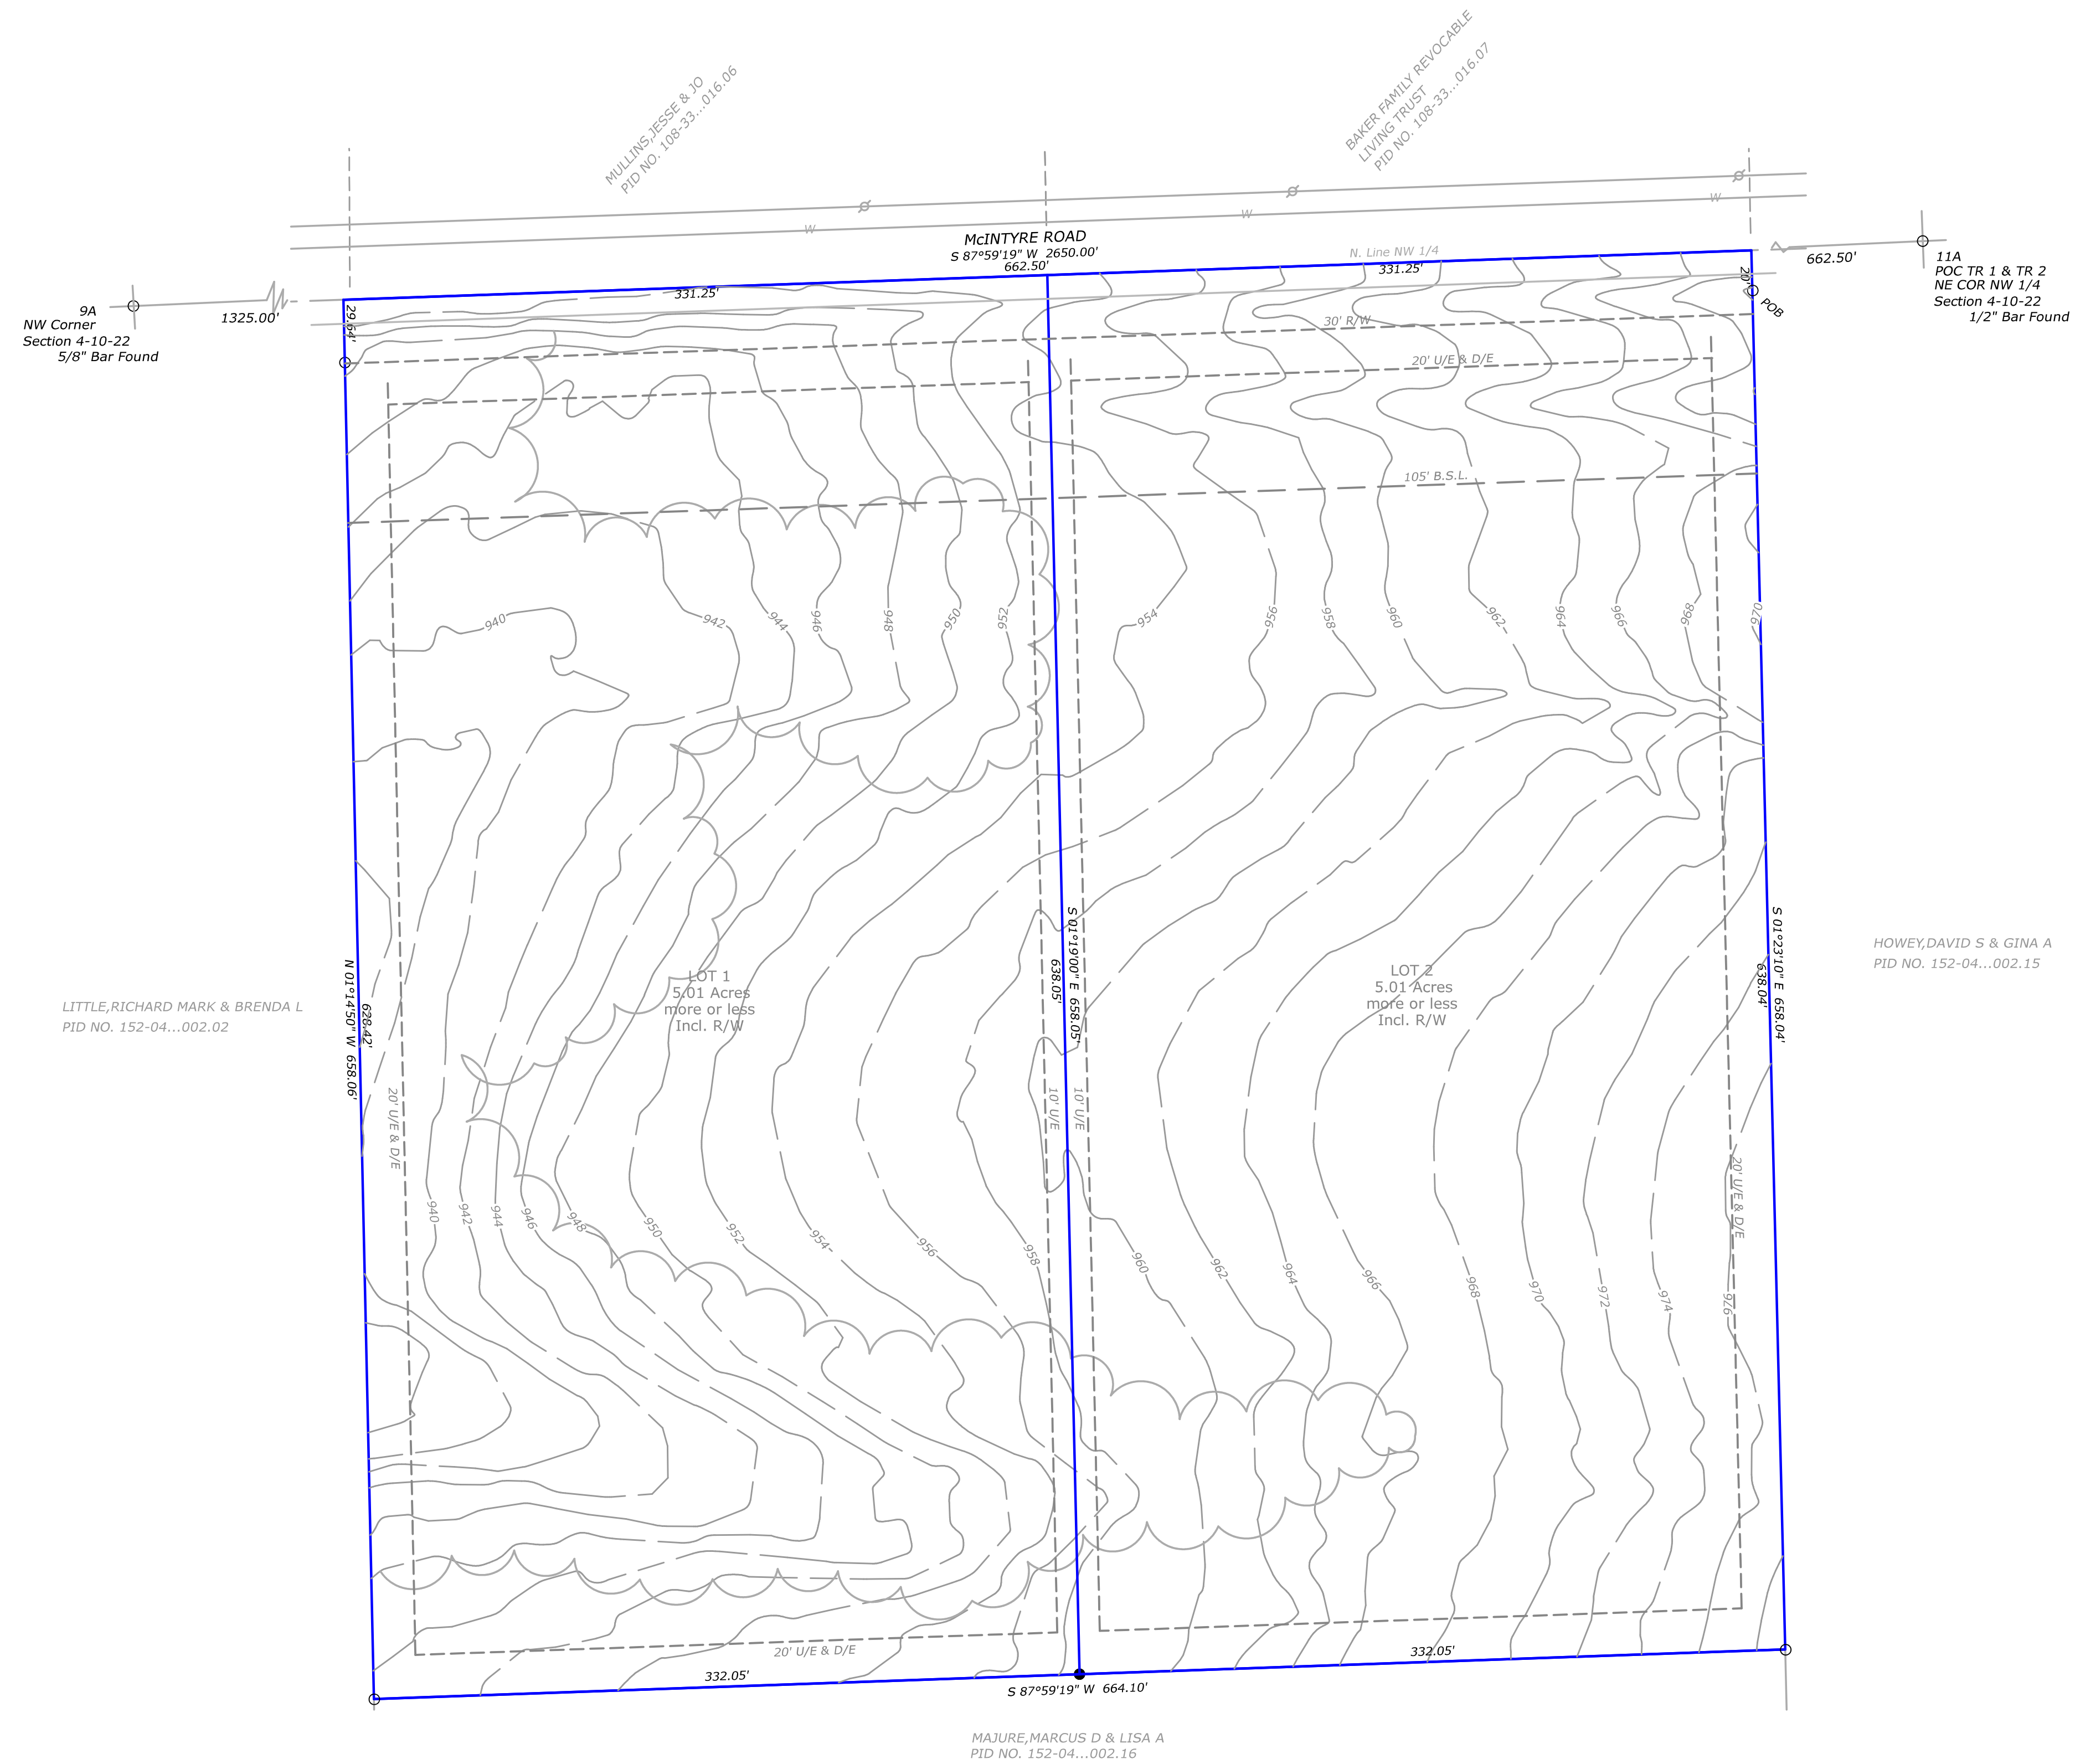 MULLINS,JESSE & JO
PID NO. 108-33...016.06
BAKER FAMILY REVOCABLE
LIVING TRUST
PID NO. 108-33...016.07
W
W
W
McINTYRE ROAD
S 87°59'19" W  2650.00'
662.50'
N. Line NW 1/4
331.25'
331.25'
662.50'
1325.00'
9A
NW Corner
Section 4-10-22
5/8" Bar Found
11A
POC TR 1 & TR 2
NE COR NW 1/4
Section 4-10-22
1/2" Bar Found
29.64'
20'
POB
30' R/W
20' U/E & D/E
105' B.S.L.
940
942
944
946
948
950
952
954
956
958
960
962
964
966
968
970
LOT 1
5.01 Acres
more or less
Incl. R/W
LOT 2
5.01 Acres
more or less
Incl. R/W
N 01°14'50" W  658.06'
628.42'
S 01°19'00" E  658.05'
638.05'
S 01°23'10" E  658.04'
638.04'
LITTLE,RICHARD MARK & BRENDA L
PID NO. 152-04...002.02
HOWEY,DAVID S & GINA A
PID NO. 152-04...002.15
20' U/E & D/E
10' U/E
10' U/E
20' U/E & D/E
940
942
944
946
948
950
952
954
956
958
960
962
964
966
968
970
972
974
976
20' U/E & D/E
332.05'
332.05'
S 87°59'19" W  664.10'
MAJURE,MARCUS D & LISA A
PID NO. 152-04...002.16